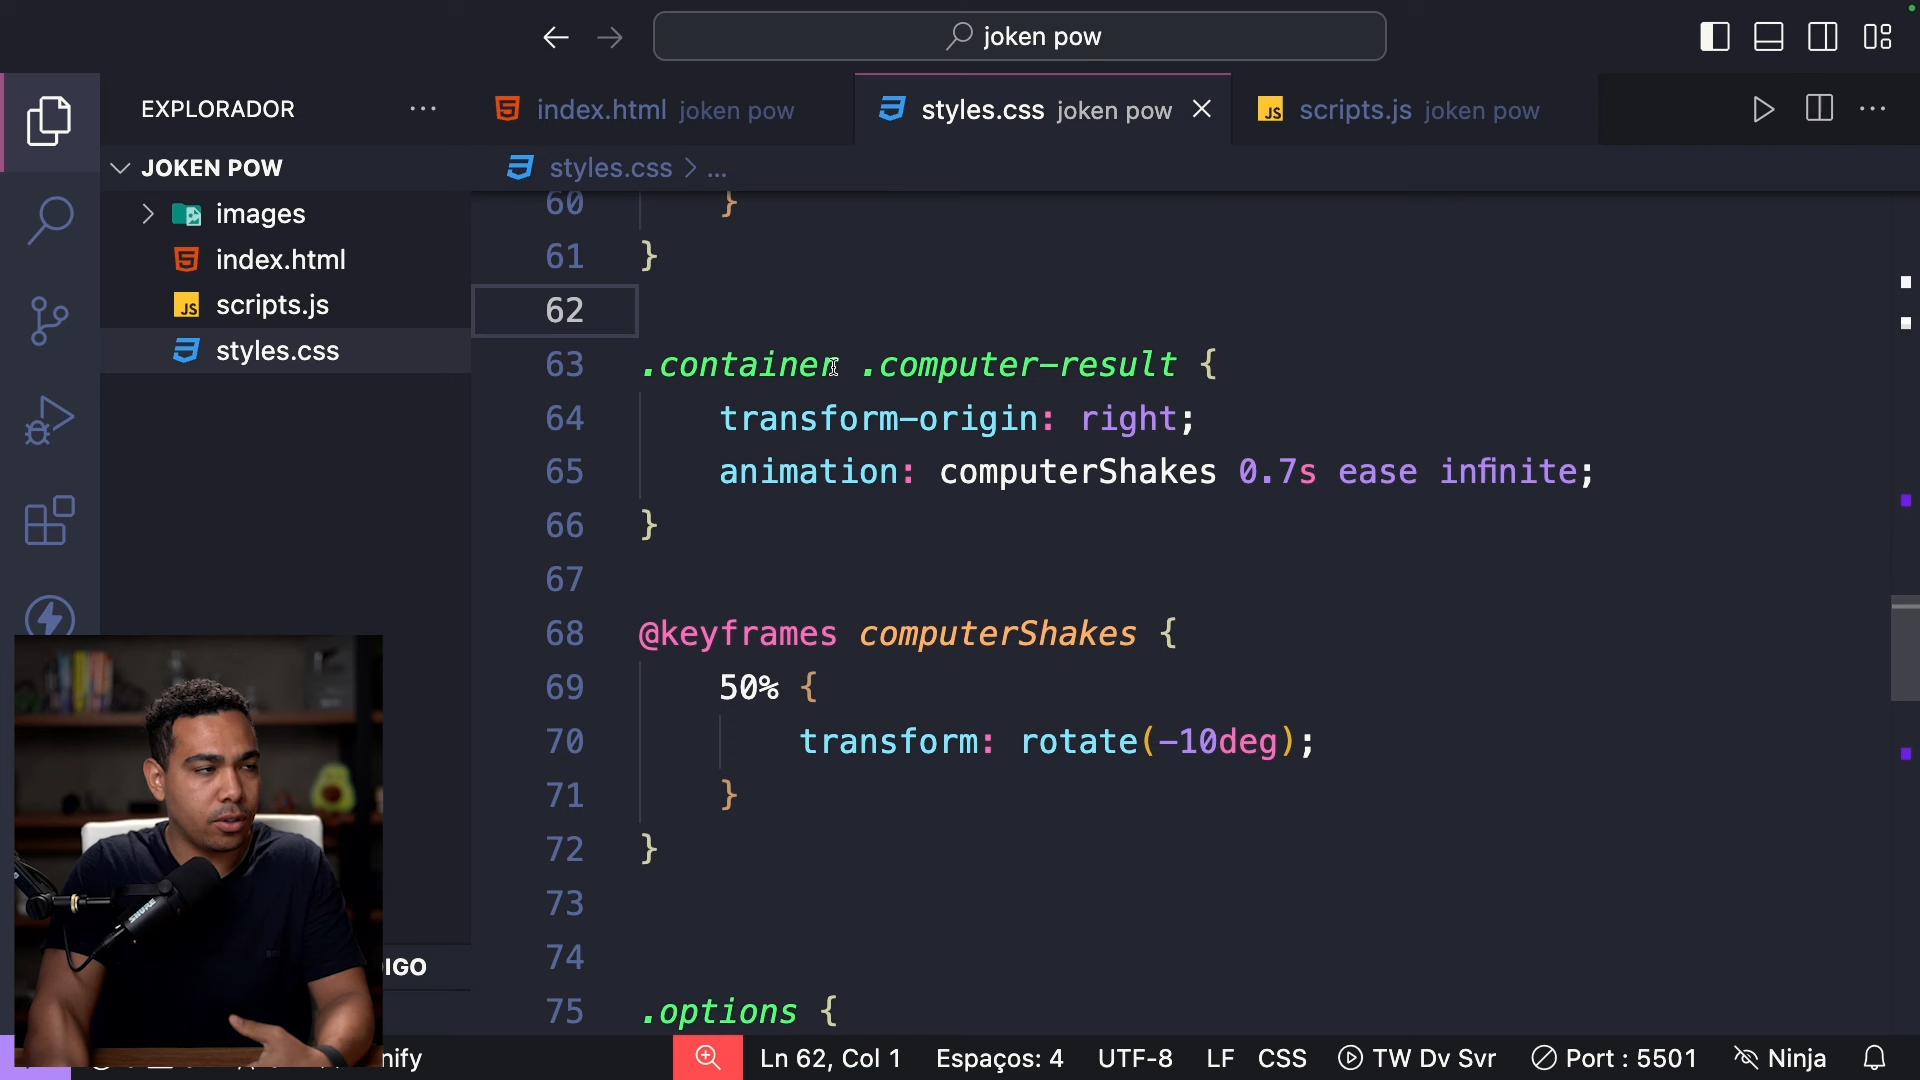 joken pow
EXPLORADOR
index.html joken pow
styles.css joken pow
JS scripts.js joken pow
JOKEN POW
styles.css > ...
images
index.html
JS scripts.js
styles.css
60 }
61 }
62
63 .container .computer-result {
64 transform-origin: right;
65 animation: computerShakes 0.7s ease infinite;
66 }
67
68 @keyframes computerShakes {
69 50% {
70 transform: rotate(-10deg);
71 }
72 }
73
74
75 .options {
IGO
SHURE
nify
Ln 62, Col 1
Espaços: 4
UTF-8
LF
CSS
TW Dv Svr
Port : 5501
Ninja